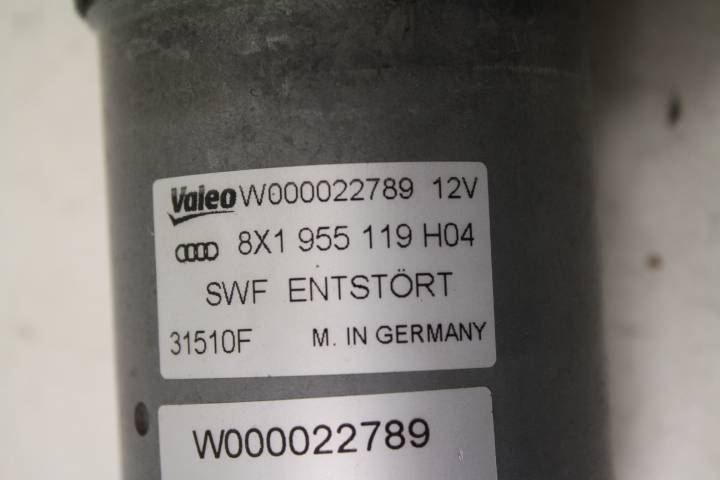 Valeo W000022789 12V
8X1 955 119 H04
SWF ENTSTÖRT
31510F M. IN GERMANY
W000022789